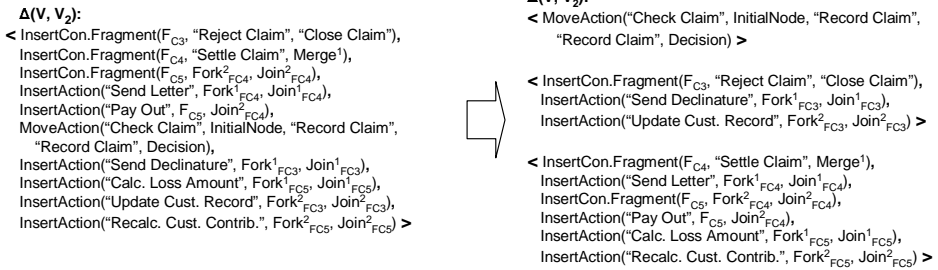 Δ(V, V2):
< InsertCon.Fragment(FC3, "Reject Claim", "Close Claim"),
InsertCon.Fragment(FC4, "Settle Claim", Merge1),
InsertCon.Fragment(FC5, Fork2FC4, Join2FC4),
InsertAction("Send Letter", Fork1FC4, Join1FC4),
InsertAction("Pay Out", FC5, Join2FC4),
MoveAction("Check Claim", InitialNode, "Record Claim",
"Record Claim", Decision),
InsertAction("Send Declinature", Fork1FC3, Join1FC3),
InsertAction("Calc. Loss Amount", Fork1FC5, Join1FC5),
InsertAction("Update Cust. Record", Fork2FC3, Join2FC3),
InsertAction("Recalc. Cust. Contrib.", Fork2FC5, Join2FC5) >
Δ(V, V2):
< MoveAction("Check Claim", InitialNode, "Record Claim",
"Record Claim", Decision) >
< InsertCon.Fragment(FC3, "Reject Claim", "Close Claim"),
InsertAction("Send Declinature", Fork1FC3, Join1FC3),
InsertAction("Update Cust. Record", Fork2FC3, Join2FC3) >
< InsertCon.Fragment(FC4, "Settle Claim", Merge1),
InsertAction("Send Letter", Fork1FC4, Join1FC4),
InsertCon.Fragment(FC5, Fork2FC4, Join2FC4),
InsertAction("Pay Out", FC5, Join2FC4),
InsertAction("Calc. Loss Amount", Fork1FC5, Join1FC5),
InsertAction("Recalc. Cust. Contrib.", Fork2FC5, Join2FC5) >